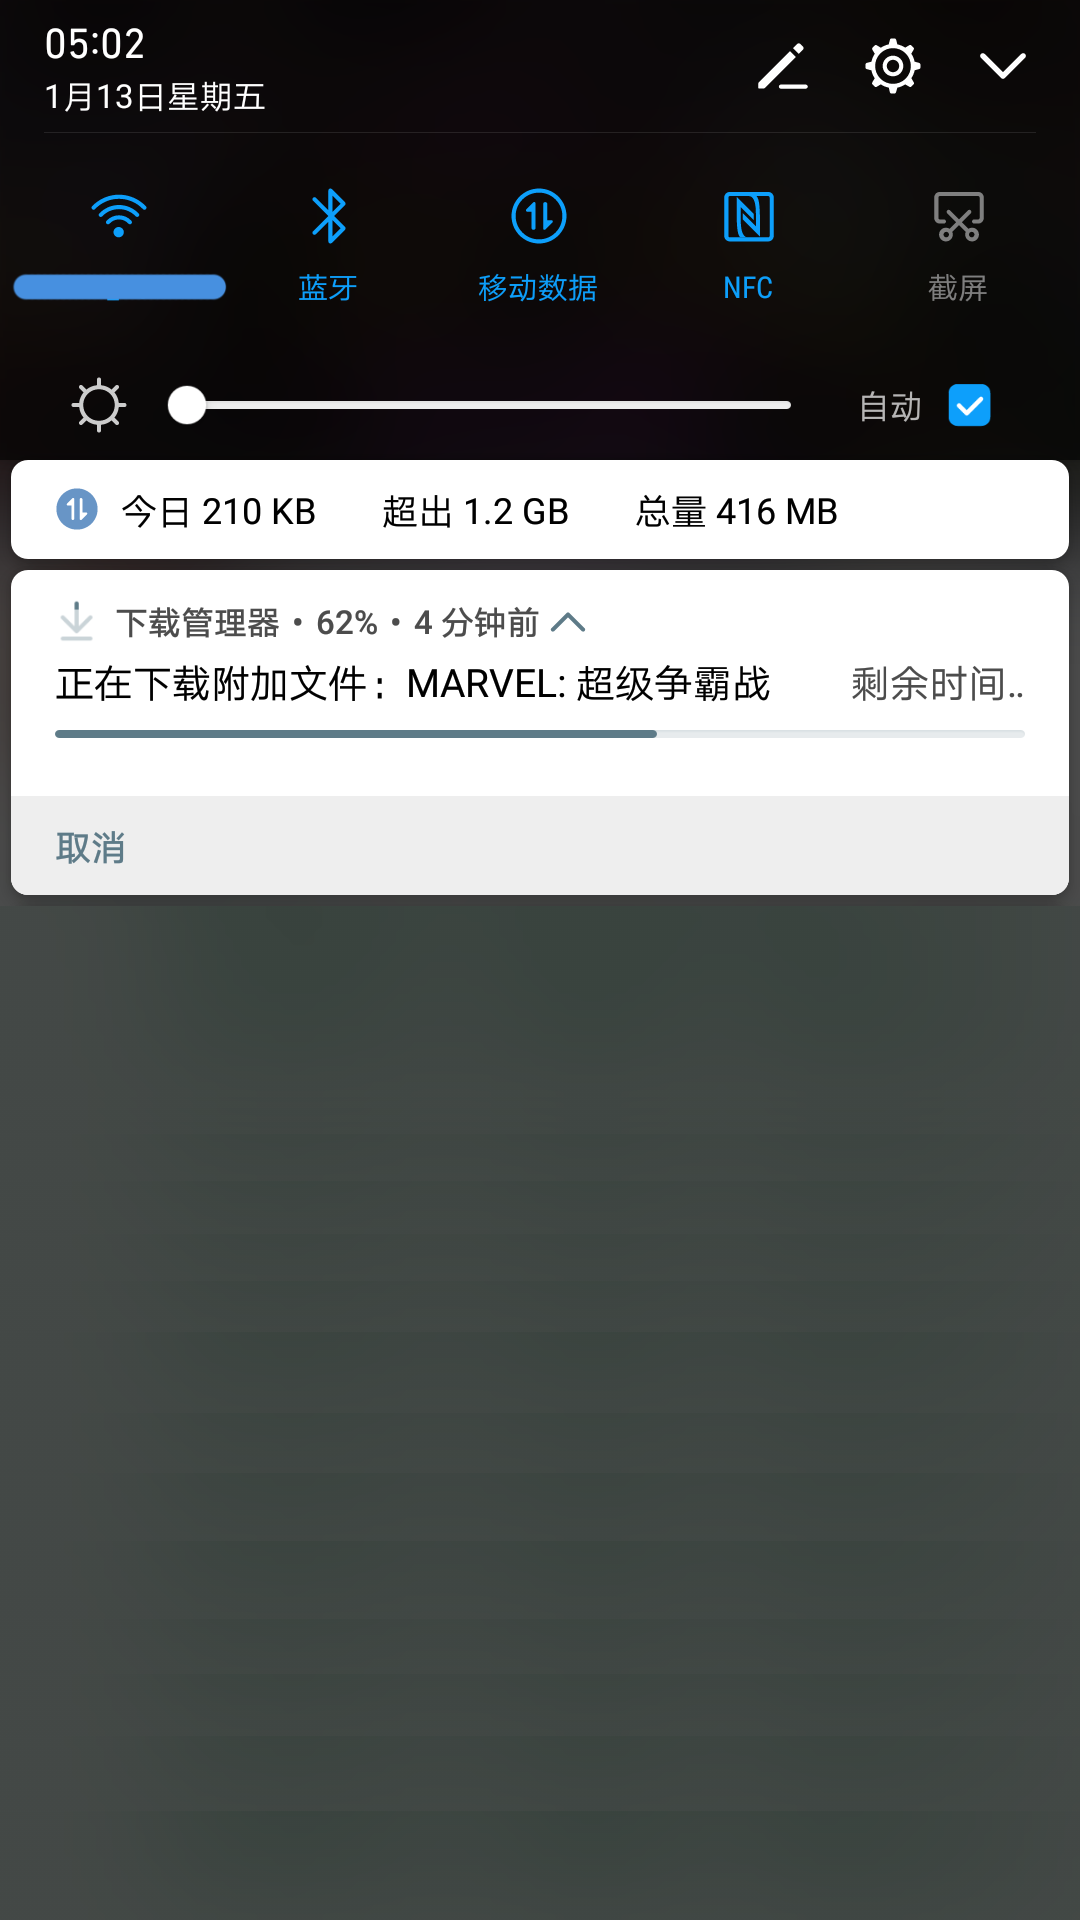 05:02
1月13日星期五
蓝牙
移动数据
NFC
截屏
自动
今日 210 KB 超出 1.2 GB 总量 416 MB
下载管理器 • 62% • 4 分钟前
正在下载附加文件：MARVEL: 超级争霸战 剩余时间..
取消